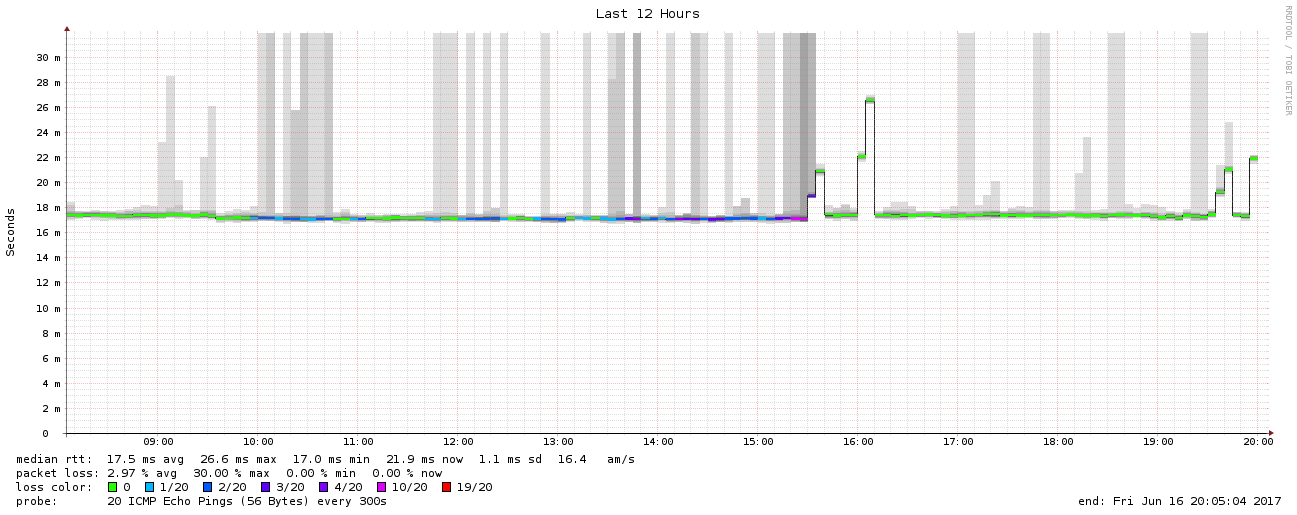 Last 12 Hours
RRDTOOL / TOBI OETIKER
Seconds
30 m
28 m
26 m
24 m
22 m
20 m
18 m
16 m
14 m
12 m
10 m
8 m
6 m
4 m
2 m
0
09:00 10:00 11:00 12:00 13:00 14:00 15:00 16:00 17:00 18:00 19:00 20:00
median rtt: 17.5 ms avg 26.6 ms max 17.0 ms min 21.9 ms now 1.1 ms sd 16.4 am/s
packet loss: 2.97 % avg 30.00 % max 0.00 % min 0.00 % now
loss color: 0 1/20 2/20 3/20 4/20 10/20 19/20
probe: 20 ICMP Echo Pings (56 Bytes) every 300s end: Fri Jun 16 20:05:04 2017